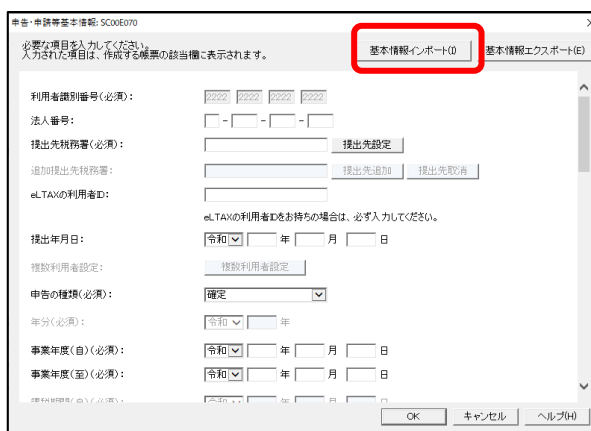 申告・申請等基本情報: SC00E070
必要な項目を入力してください。
入力された項目は、作成する帳票の該当欄に表示されます。
基本情報インポート(I) 基本情報エクスポート(E)
利用者識別番号(必須): 2222 2222 2222 2222
法人番号: - - -
提出先税務署(必須): 提出先設定
追加提出先税務署: 提出先追加 提出先取消
eLTAXの利用者ID:
eLTAXの利用者IDをお持ちの場合は、必ず入力してください。
提出年月日: 令和 年 月 日
複数利用者設定: 複数利用者設定
申告の種類(必須): 確定
年分(必須): 令和 年
事業年度(自)(必須): 令和 年 月 日
事業年度(至)(必須): 令和 年 月 日
OK キャンセル ヘルプ(H)